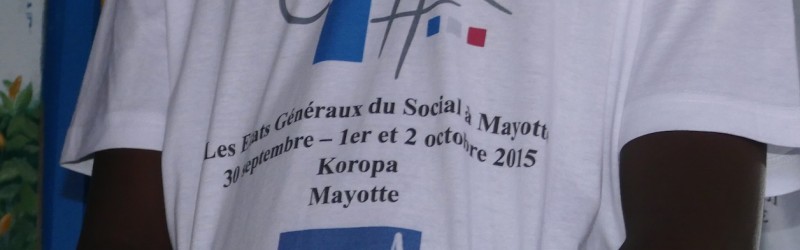 Les Etats Généraux du Social à Mayotte
30 septembre – 1er et 2 octobre 2015
Koropa
Mayotte